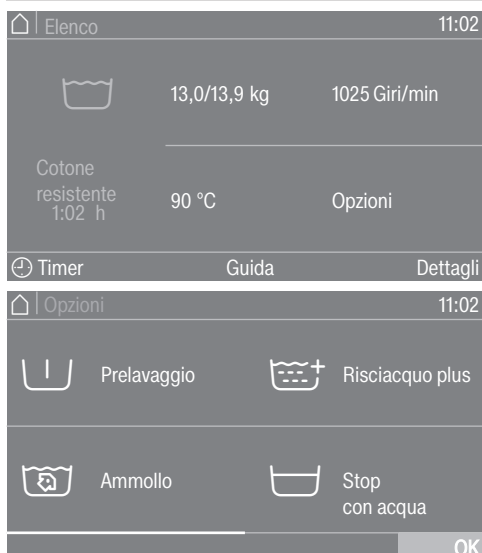 Elenco 11:02
13,0/13,9 kg 1025 Giri/min
Cotone
resistente
1:02 h
90 °C Opzioni
Timer Guida Dettagli
Opzioni 11:02
Prelavaggio Risciacquo plus
Ammollo Stop
con acqua
OK